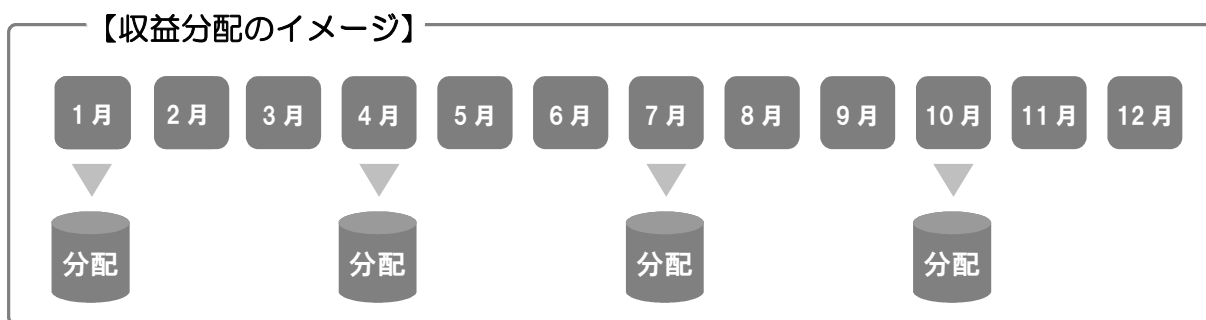 【収益分配のイメージ】
1月 2月 3月 4月 5月 6月 7月 8月 9月 10月 11月 12月
分配 分配 分配 分配